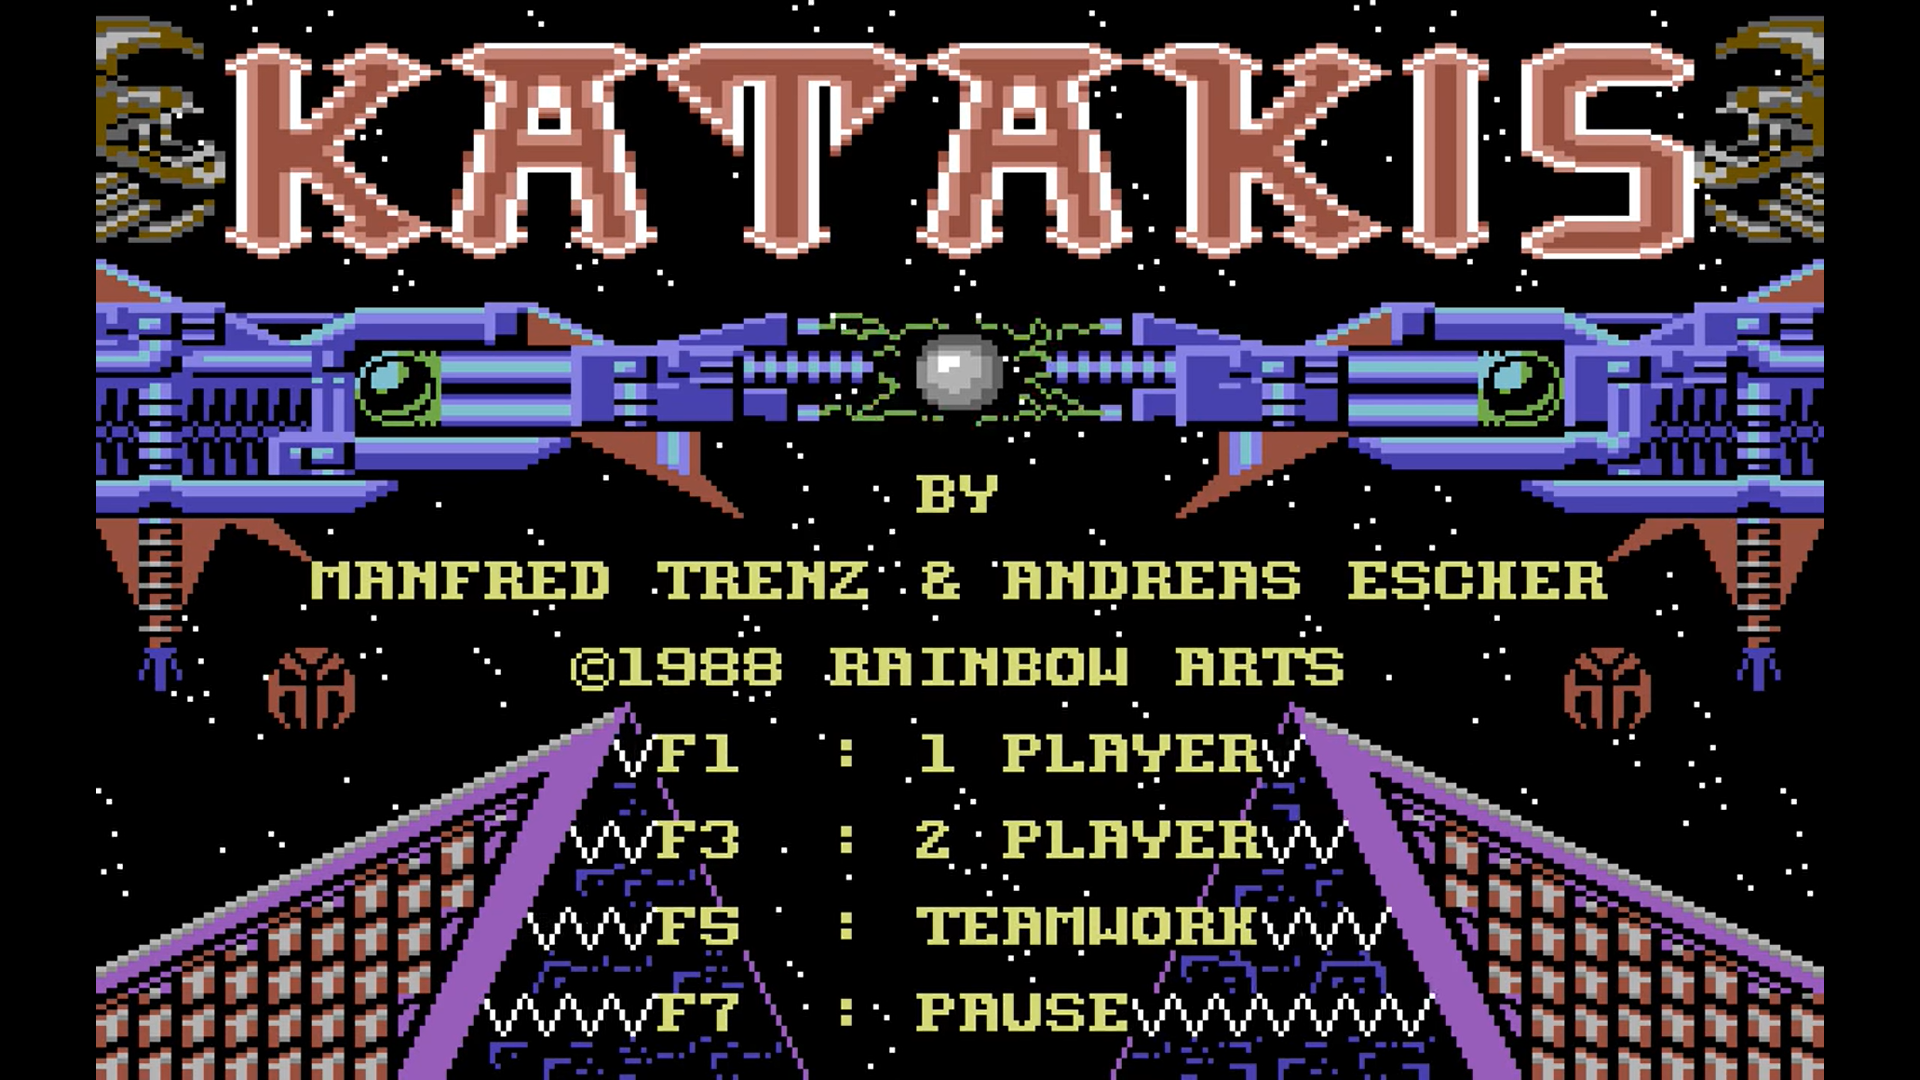 KATAKIS
BY
MANFRED TRENZ & ANDREAS ESCHER
©1988 RAINBOW ARTS
F1 : 1 PLAYER
F3 : 2 PLAYER
F5 : TEAMWORK
F7 : PAUSE